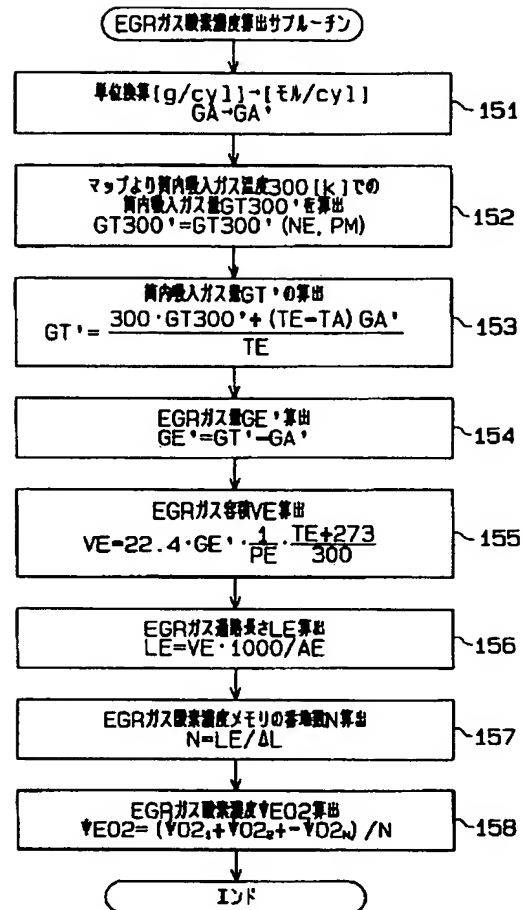 EGRガス酸素濃度算出サブルーチン
単位換算[g/cyl]→[モル/cyl]
GA→GA'
151
マップより筒内吸入ガス温度300[k]での
筒内吸入ガス量GT300'を算出
GT300'=GT300'(NE, PM)
152
筒内吸入ガス量GT'の算出
GT'= 300・GT300'+(TE-TA)GA'
TE
153
EGRガス量GE'算出
GE'=GT'-GA'
154
EGRガス容積VE算出
VE=22.4・GE'・1/PE・TE+273/300
155
EGRガス通路長さLE算出
LE=VE・1000/AE
156
EGRガス酸素濃度メモリの番地数N算出
N=LE/ΔL
157
EGRガス酸素濃度ΨEO2算出
ΨEO2=(ΨO2₁+ΨO2₂+-ΨO2N)/N
158
エンド